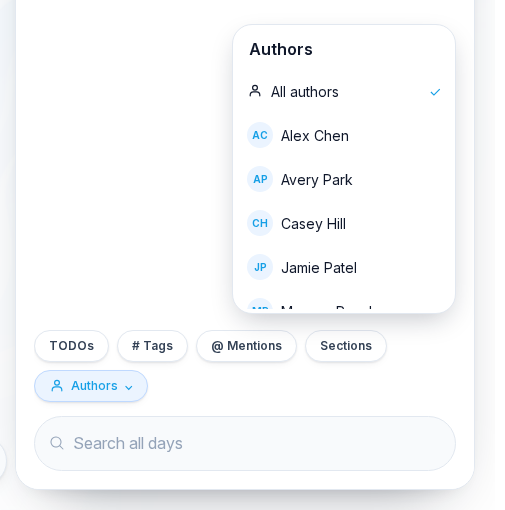 Authors
All authors
AC Alex Chen
AP Avery Park
CH Casey Hill
JP Jamie Patel
TODOs # Tags @ Mentions Sections
Authors
Search all days